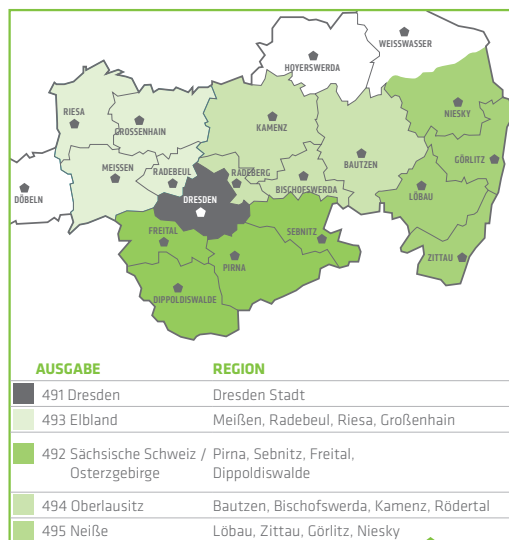 WEISSWASSER
HOYERSWERDA
RIESA
GROSSENHAIN
KAMENZ
NIESKY
GÖRLITZ
BAUTZEN
MEISSEN
RADEBEUL
RADEBERG
BISCHOFSWERDA
LÖBAU
DÖBELN
DRESDEN
FREITAL
SEBNITZ
PIRNA
ZITTAU
DIPPOLDISWALDE
AUSGABE REGION
491 Dresden Dresden Stadt
493 Elbland Meißen, Radebeul, Riesa, Großenhain
492 Sächsische Schweiz / Pirna, Sebnitz, Freital,
Osterzgebirge Dippoldiswalde
494 Oberlausitz Bautzen, Bischofswerda, Kamenz, Rödertal
495 Neiße Löbau, Zittau, Görlitz, Niesky